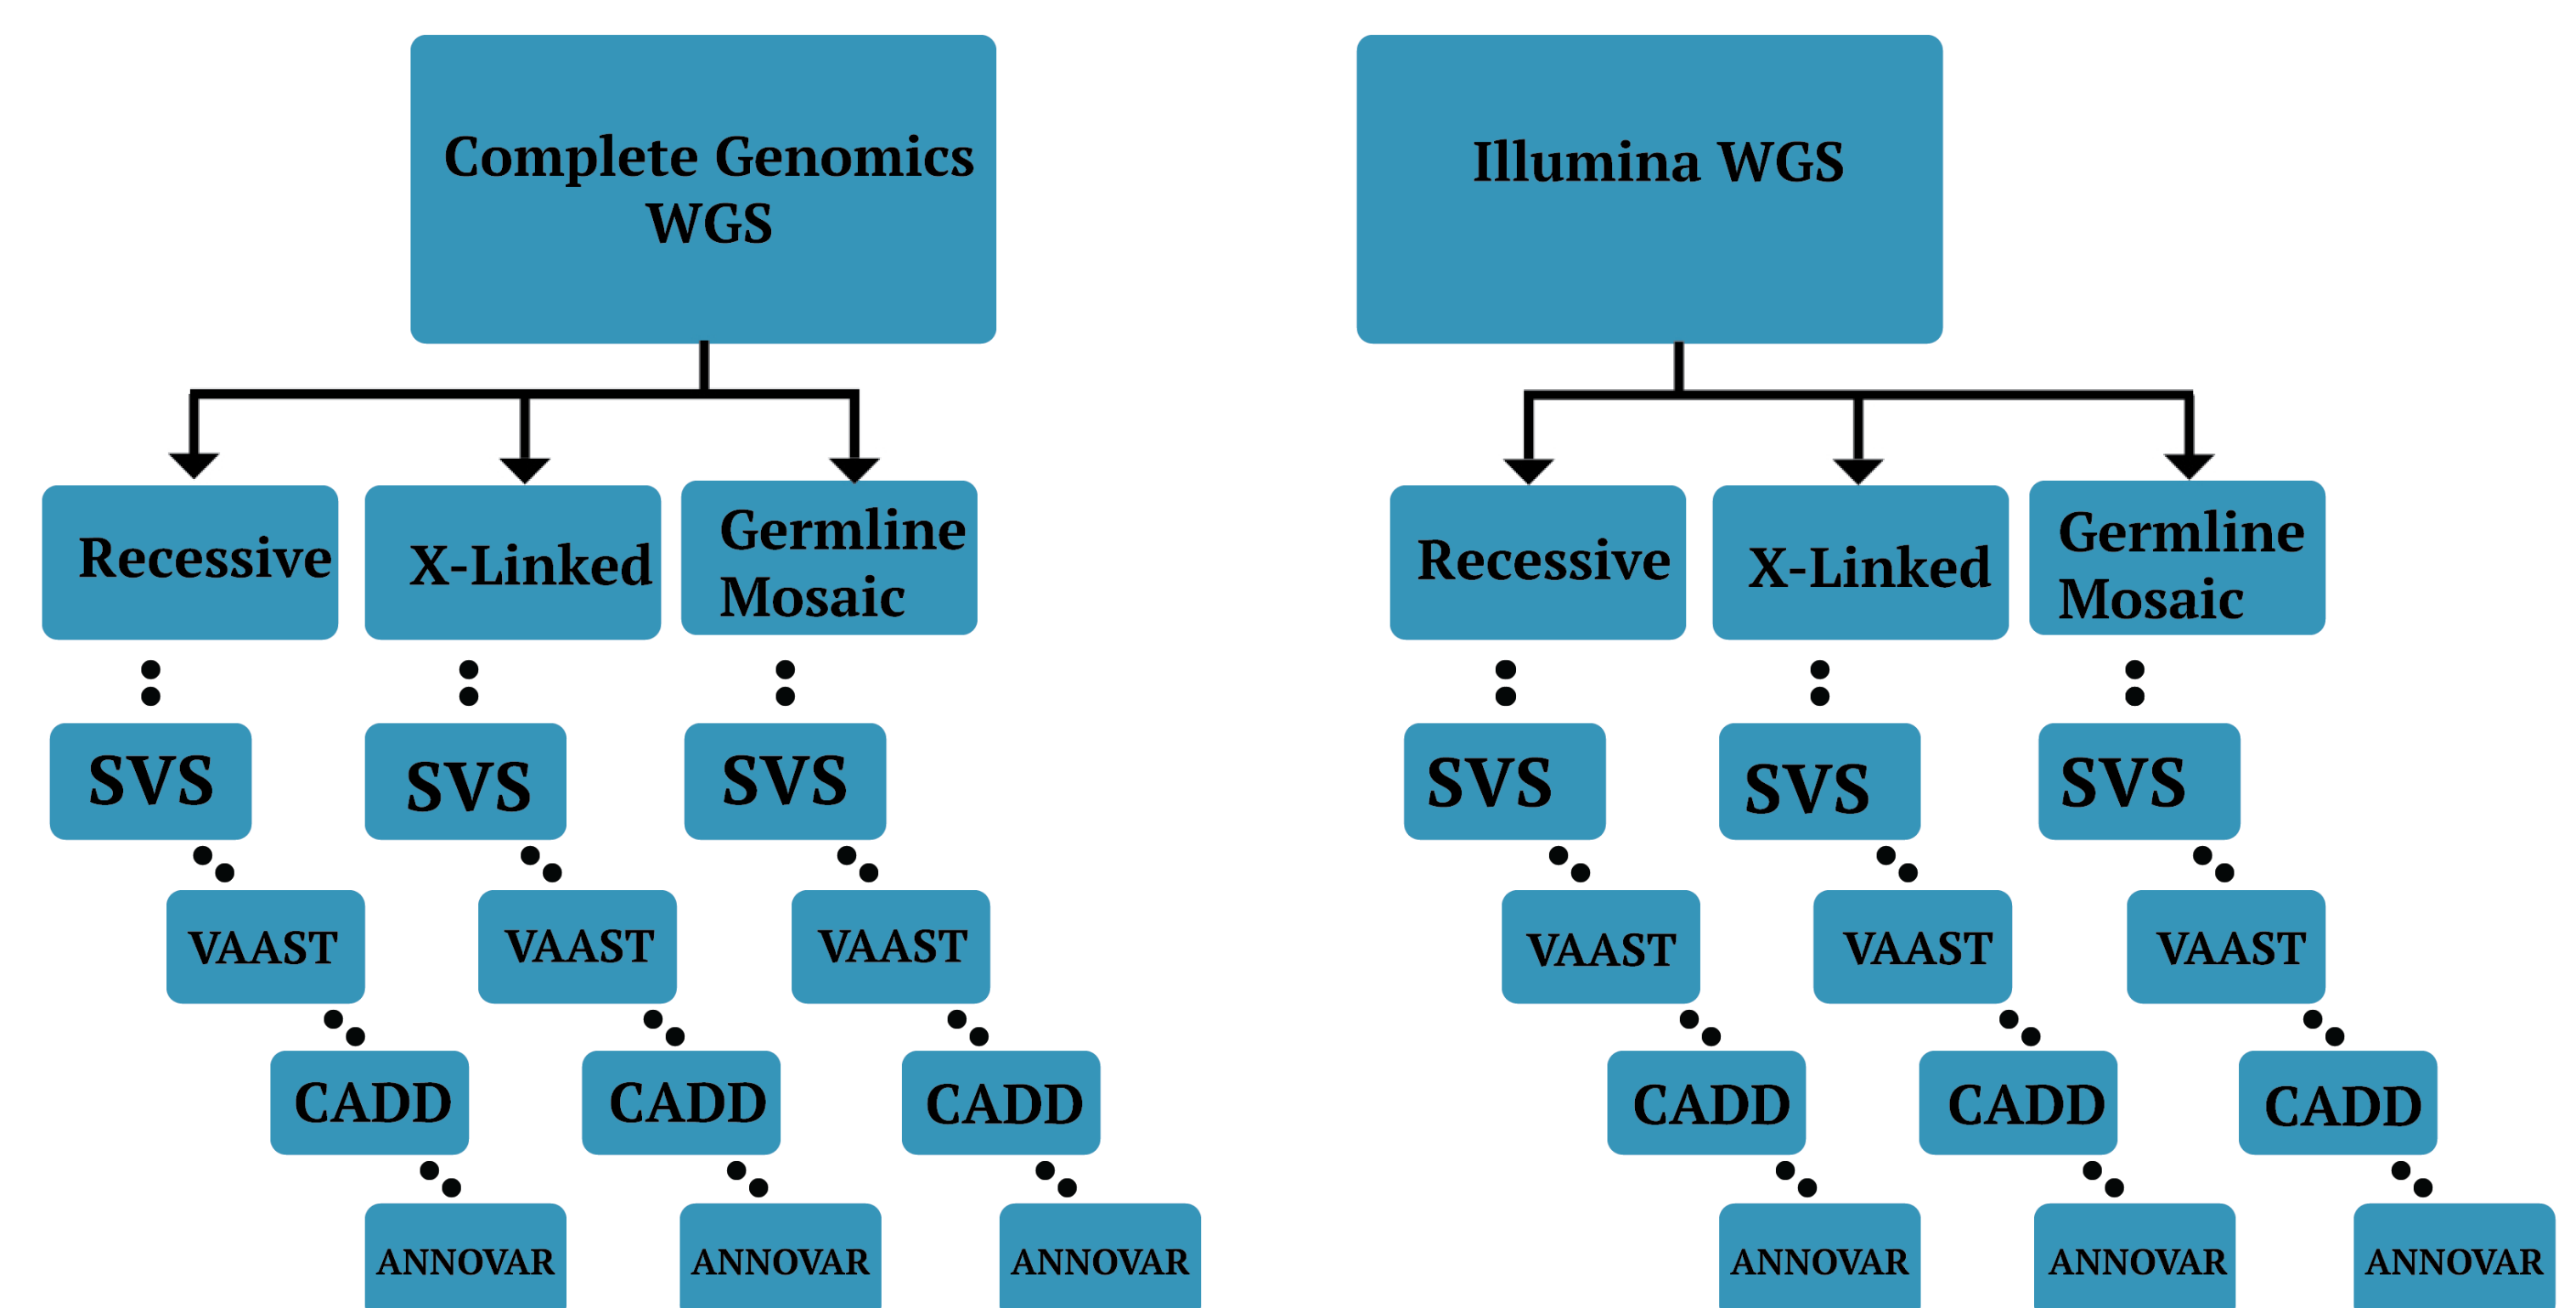 Complete Genomics
WGS
Illumina WGS
Recessive
X-Linked
Germline
Mosaic
Recessive
X-Linked
Germline
Mosaic
SVS
SVS
SVS
SVS
SVS
SVS
VAAST
VAAST
VAAST
VAAST
VAAST
VAAST
CADD
CADD
CADD
CADD
CADD
CADD
ANNOVAR
ANNOVAR
ANNOVAR
ANNOVAR
ANNOVAR
ANNOVAR